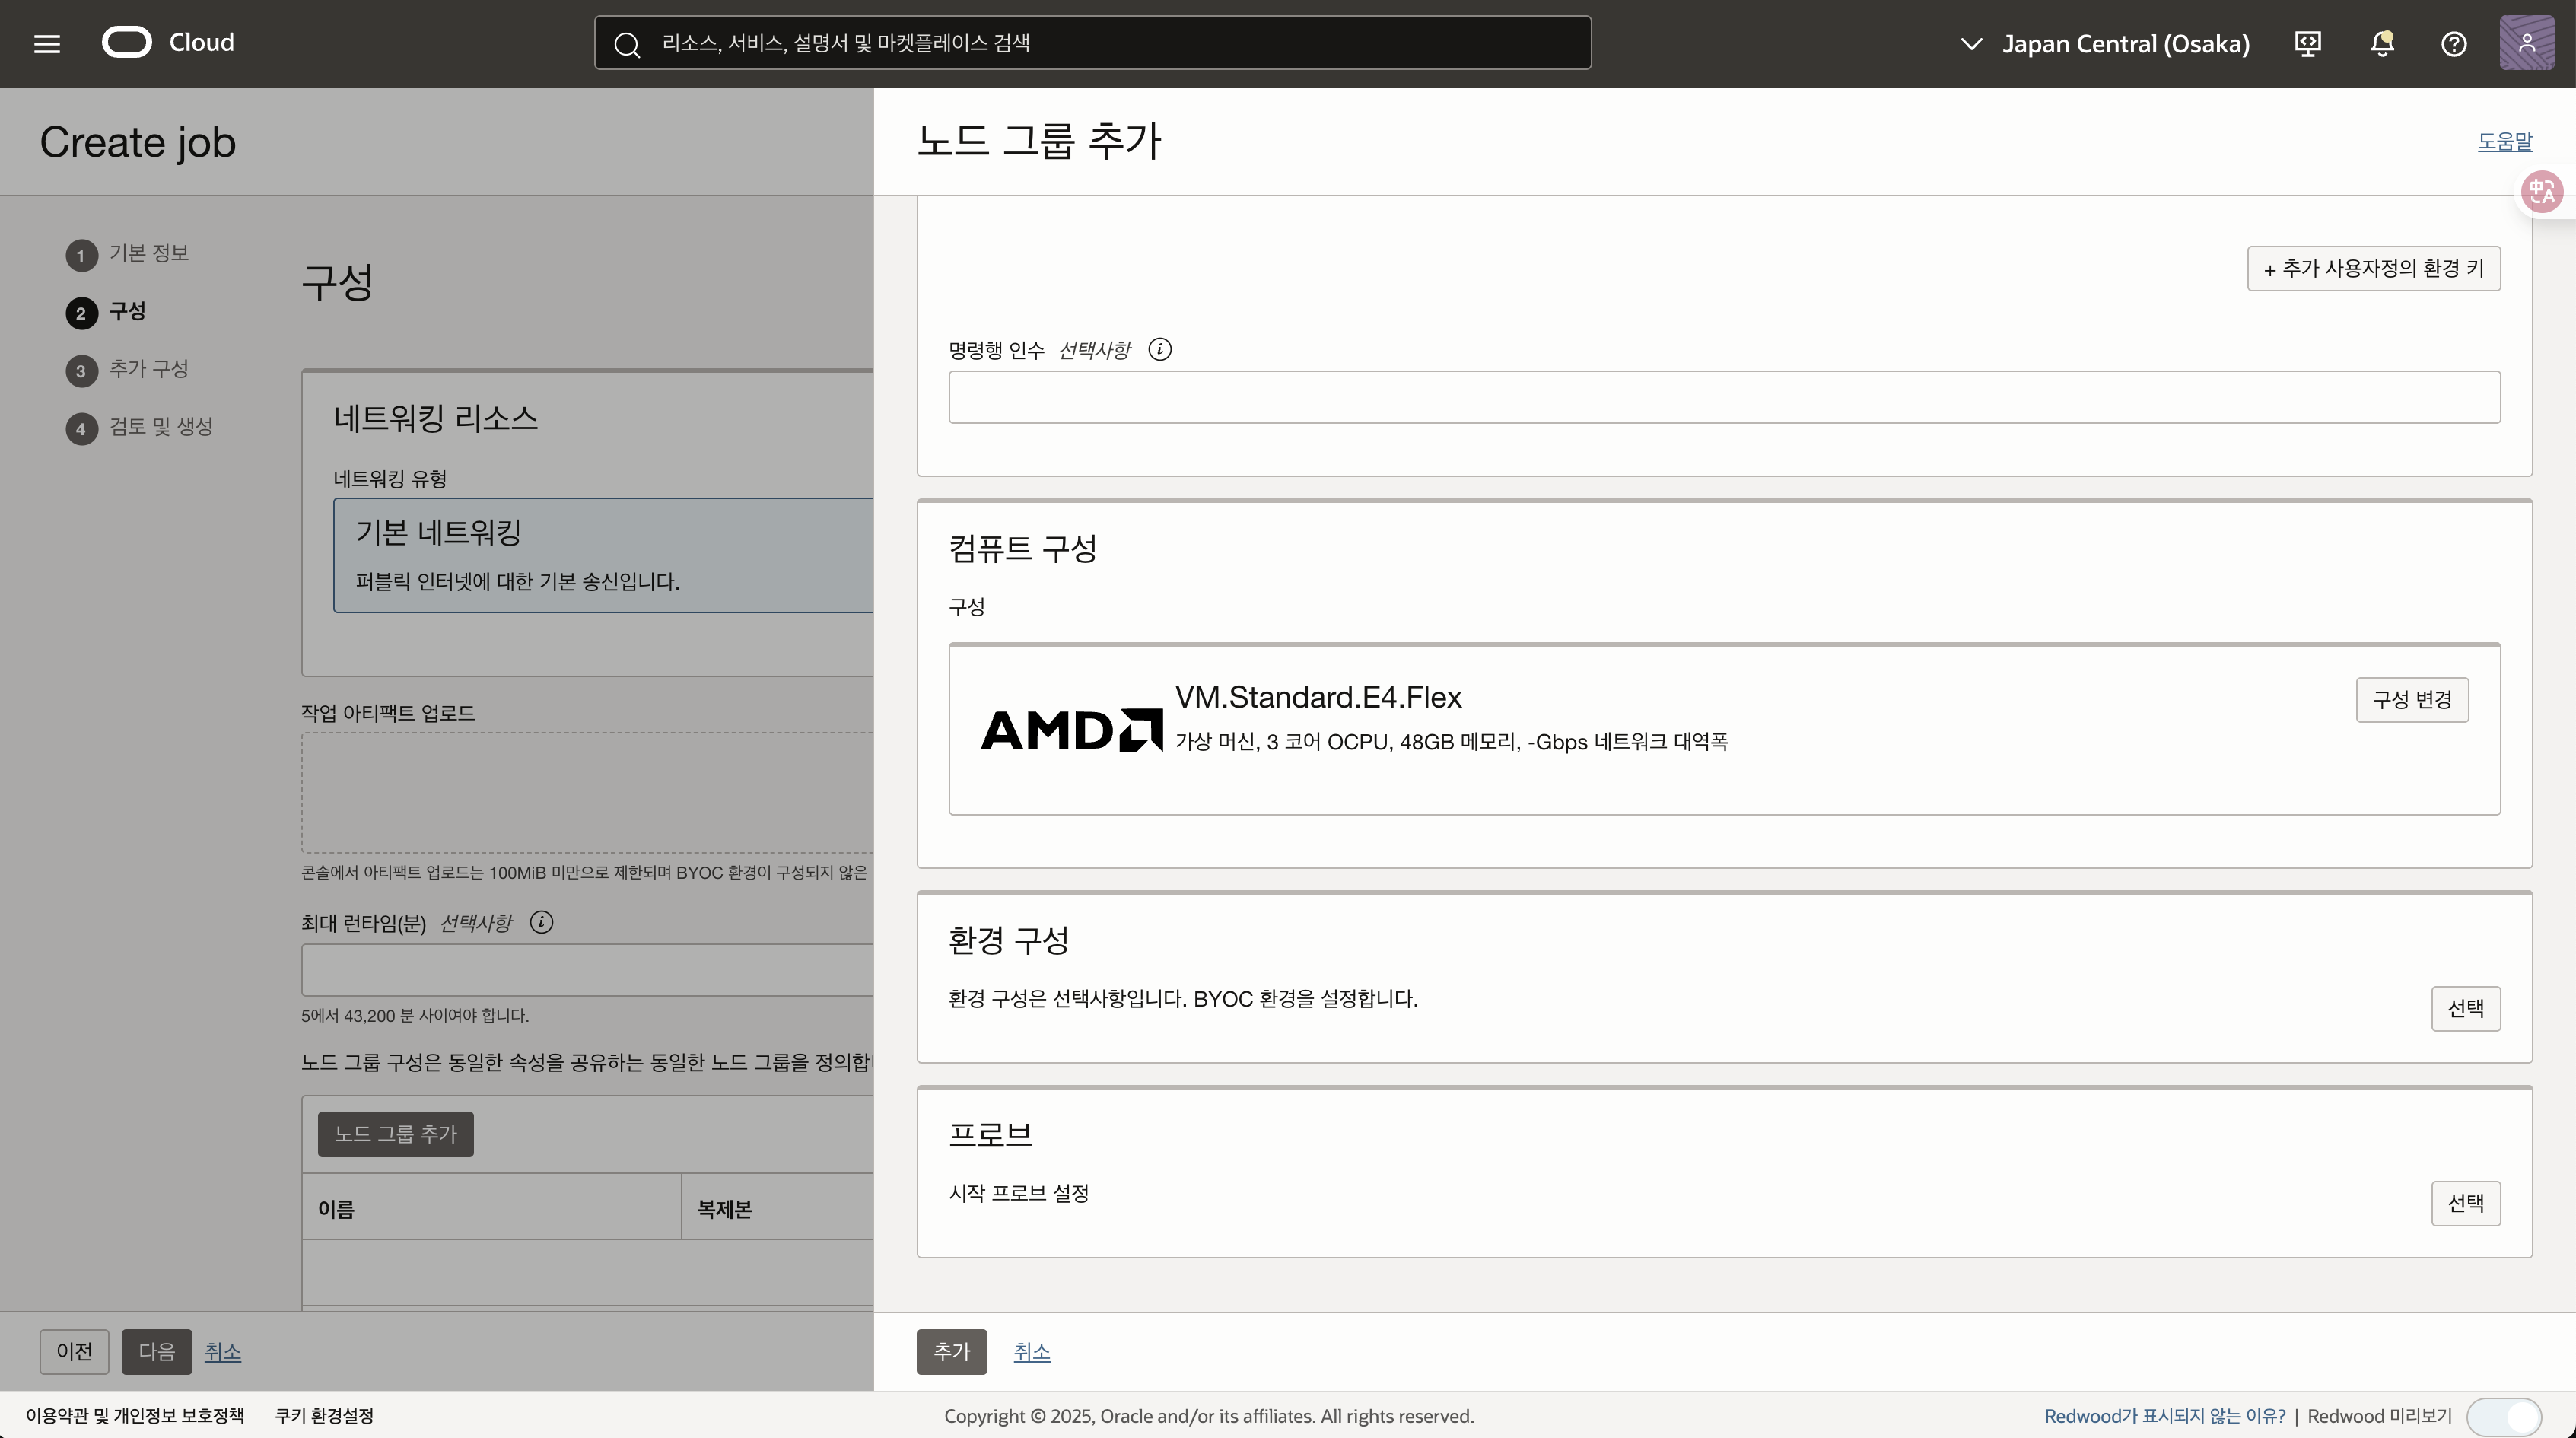 Cloud
리소스, 서비스, 설명서 및 마켓플레이스 검색
Japan Central (Osaka)
Create job
1 기본 정보
2 구성
3 추가 구성
4 검토 및 생성
구성
네트워킹 리소스
네트워킹 유형
기본 네트워킹
퍼블릭 인터넷에 대한 기본 송신입니다.
작업 아티팩트 업로드
콘솔에서 아티팩트 업로드는 100MiB 미만으로 제한되며 BYOC 환경이 구성되지 않은
최대 런타임(분) 선택사항
5에서 43,200 분 사이여야 합니다.
노드 그룹 구성은 동일한 속성을 공유하는 동일한 노드 그룹을 정의합
노드 그룹 추가
이름
복제본
이전
다음
취소
노드 그룹 추가
도움말
中A
+ 추가 사용자정의 환경 키
명령행 인수 선택사항
컴퓨트 구성
구성
AMD
VM.Standard.E4.Flex
가상 머신, 3 코어 OCPU, 48GB 메모리, -Gbps 네트워크 대역폭
구성 변경
환경 구성
환경 구성은 선택사항입니다. BYOC 환경을 설정합니다.
선택
프로브
시작 프로브 설정
선택
추가
취소
이용약관 및 개인정보 보호정책
쿠키 환경설정
Copyright © 2025, Oracle and/or its affiliates. All rights reserved.
Redwood가 표시되지 않는 이유? | Redwood 미리보기